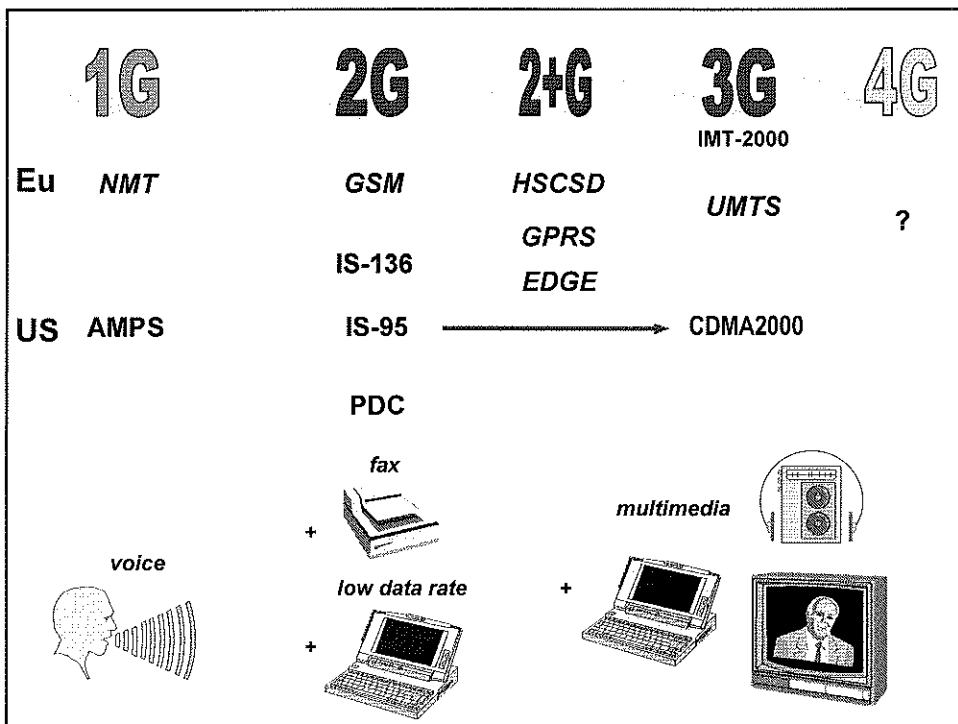 1G 2G 2+G 3G 4G
IMT-2000
Eu NMT GSM HSCSD UMTS ?
GPRS
IS-136 EDGE
US AMPS IS-95 CDMA2000
PDC
fax
+ multimedia
voice low data rate +
+